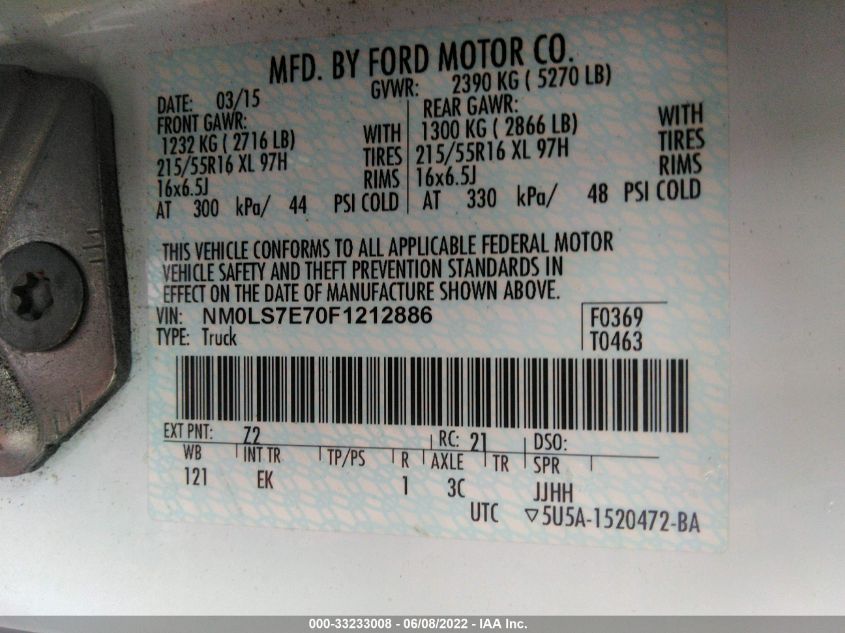 MFD. BY FORD MOTOR CO.
DATE: 03/15 GVWR: 2390 KG ( 5270 LB)
FRONT GAWR: REAR GAWR:
1232 KG ( 2716 LB) WITH 1300 KG ( 2866 LB) WITH
215/55R16 XL 97H TIRES 215/55R16 XL 97H TIRES
16x6.5J RIMS 16x6.5J RIMS
AT 300 kPa/ 44 PSI COLD AT 330 kPa/ 48 PSI COLD
THIS VEHICLE CONFORMS TO ALL APPLICABLE FEDERAL MOTOR
VEHICLE SAFETY AND THEFT PREVENTION STANDARDS IN
EFFECT ON THE DATE OF MANUFACTURE SHOWN ABOVE.
VIN: NM0LS7E70F1212886 F0369
TYPE: Truck T0463
EXT PNT: Z2 RC: 21 DSO:
WB INT TR TP/PS R AXLE TR SPR
121 EK 1 3C JJHH
UTC ▽5U5A-1520472-BA
000-33233008 - 06/08/2022 - IAA Inc.